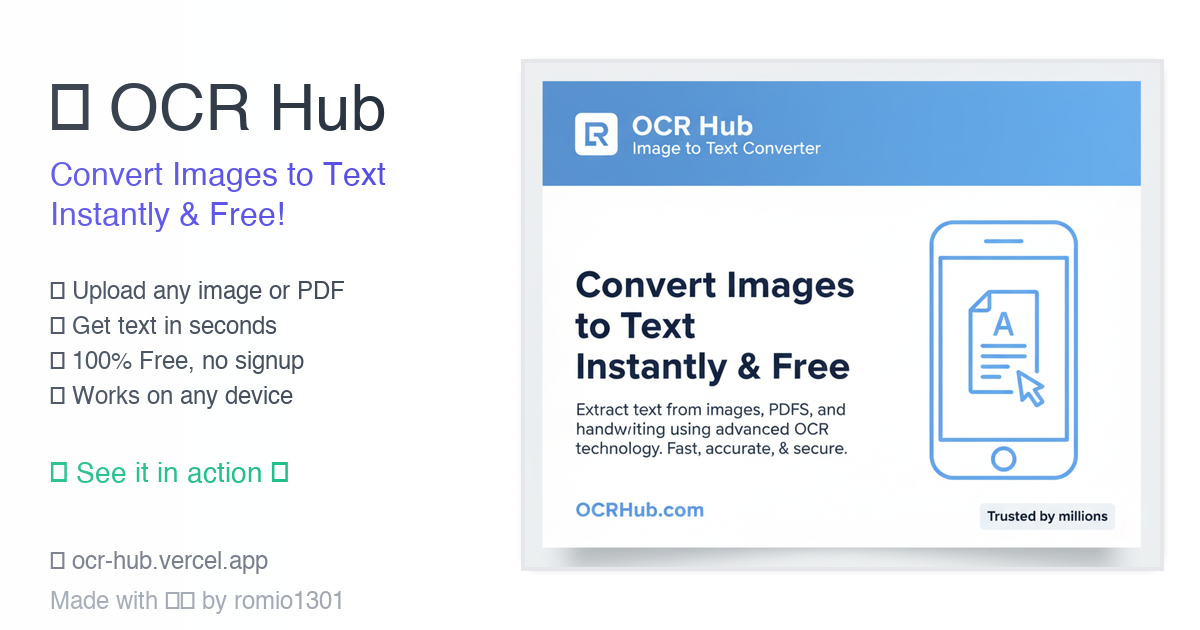 OCR Hub
Convert Images to Text
Instantly & Free!
Upload any image or PDF
Get text in seconds
100% Free, no signup
Works on any device
See it in action
ocr-hub.vercel.app
Made with by romio1301
OCR Hub
Image to Text Converter
Convert Images
to Text
Instantly & Free
Extract text from images, PDFS, and
handwriting using advanced OCR
technology. Fast, accurate, & secure.
OCRHub.com
Trusted by millions
A